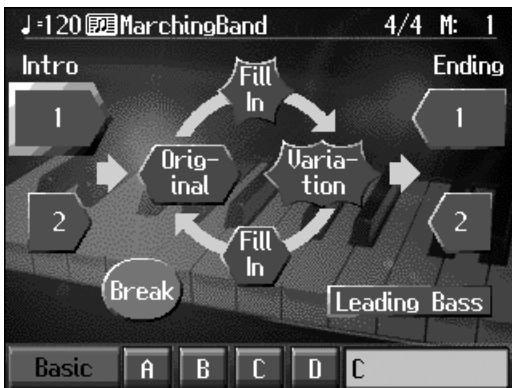 ♩=120 MarchingBand 4/4 M: 1
Intro Ending
Fill
In
1 1
Orig-
inal
Varia-
tion
2 2
Fill
In
Break
Leading Bass
Basic A B C D C